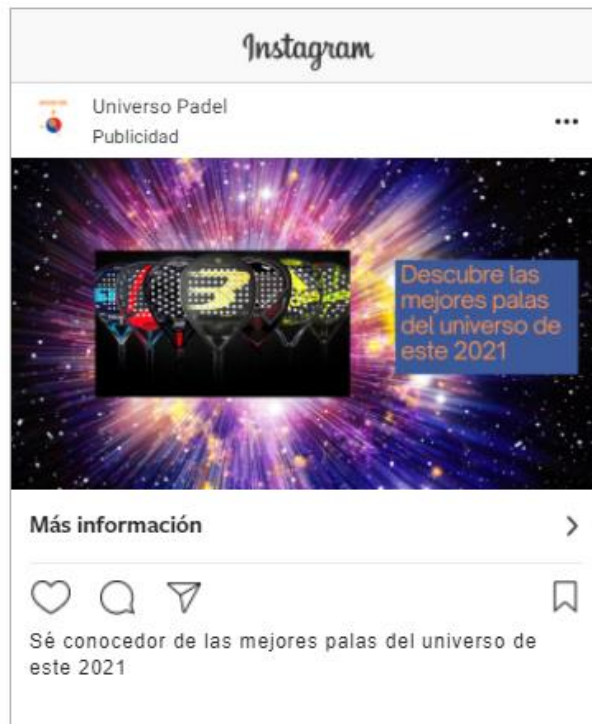 Instagram
Universo Padel
Publicidad
Descubre las
mejores palas
del universo de
este 2021
Más información
Sé conocedor de las mejores palas del universo de
este 2021